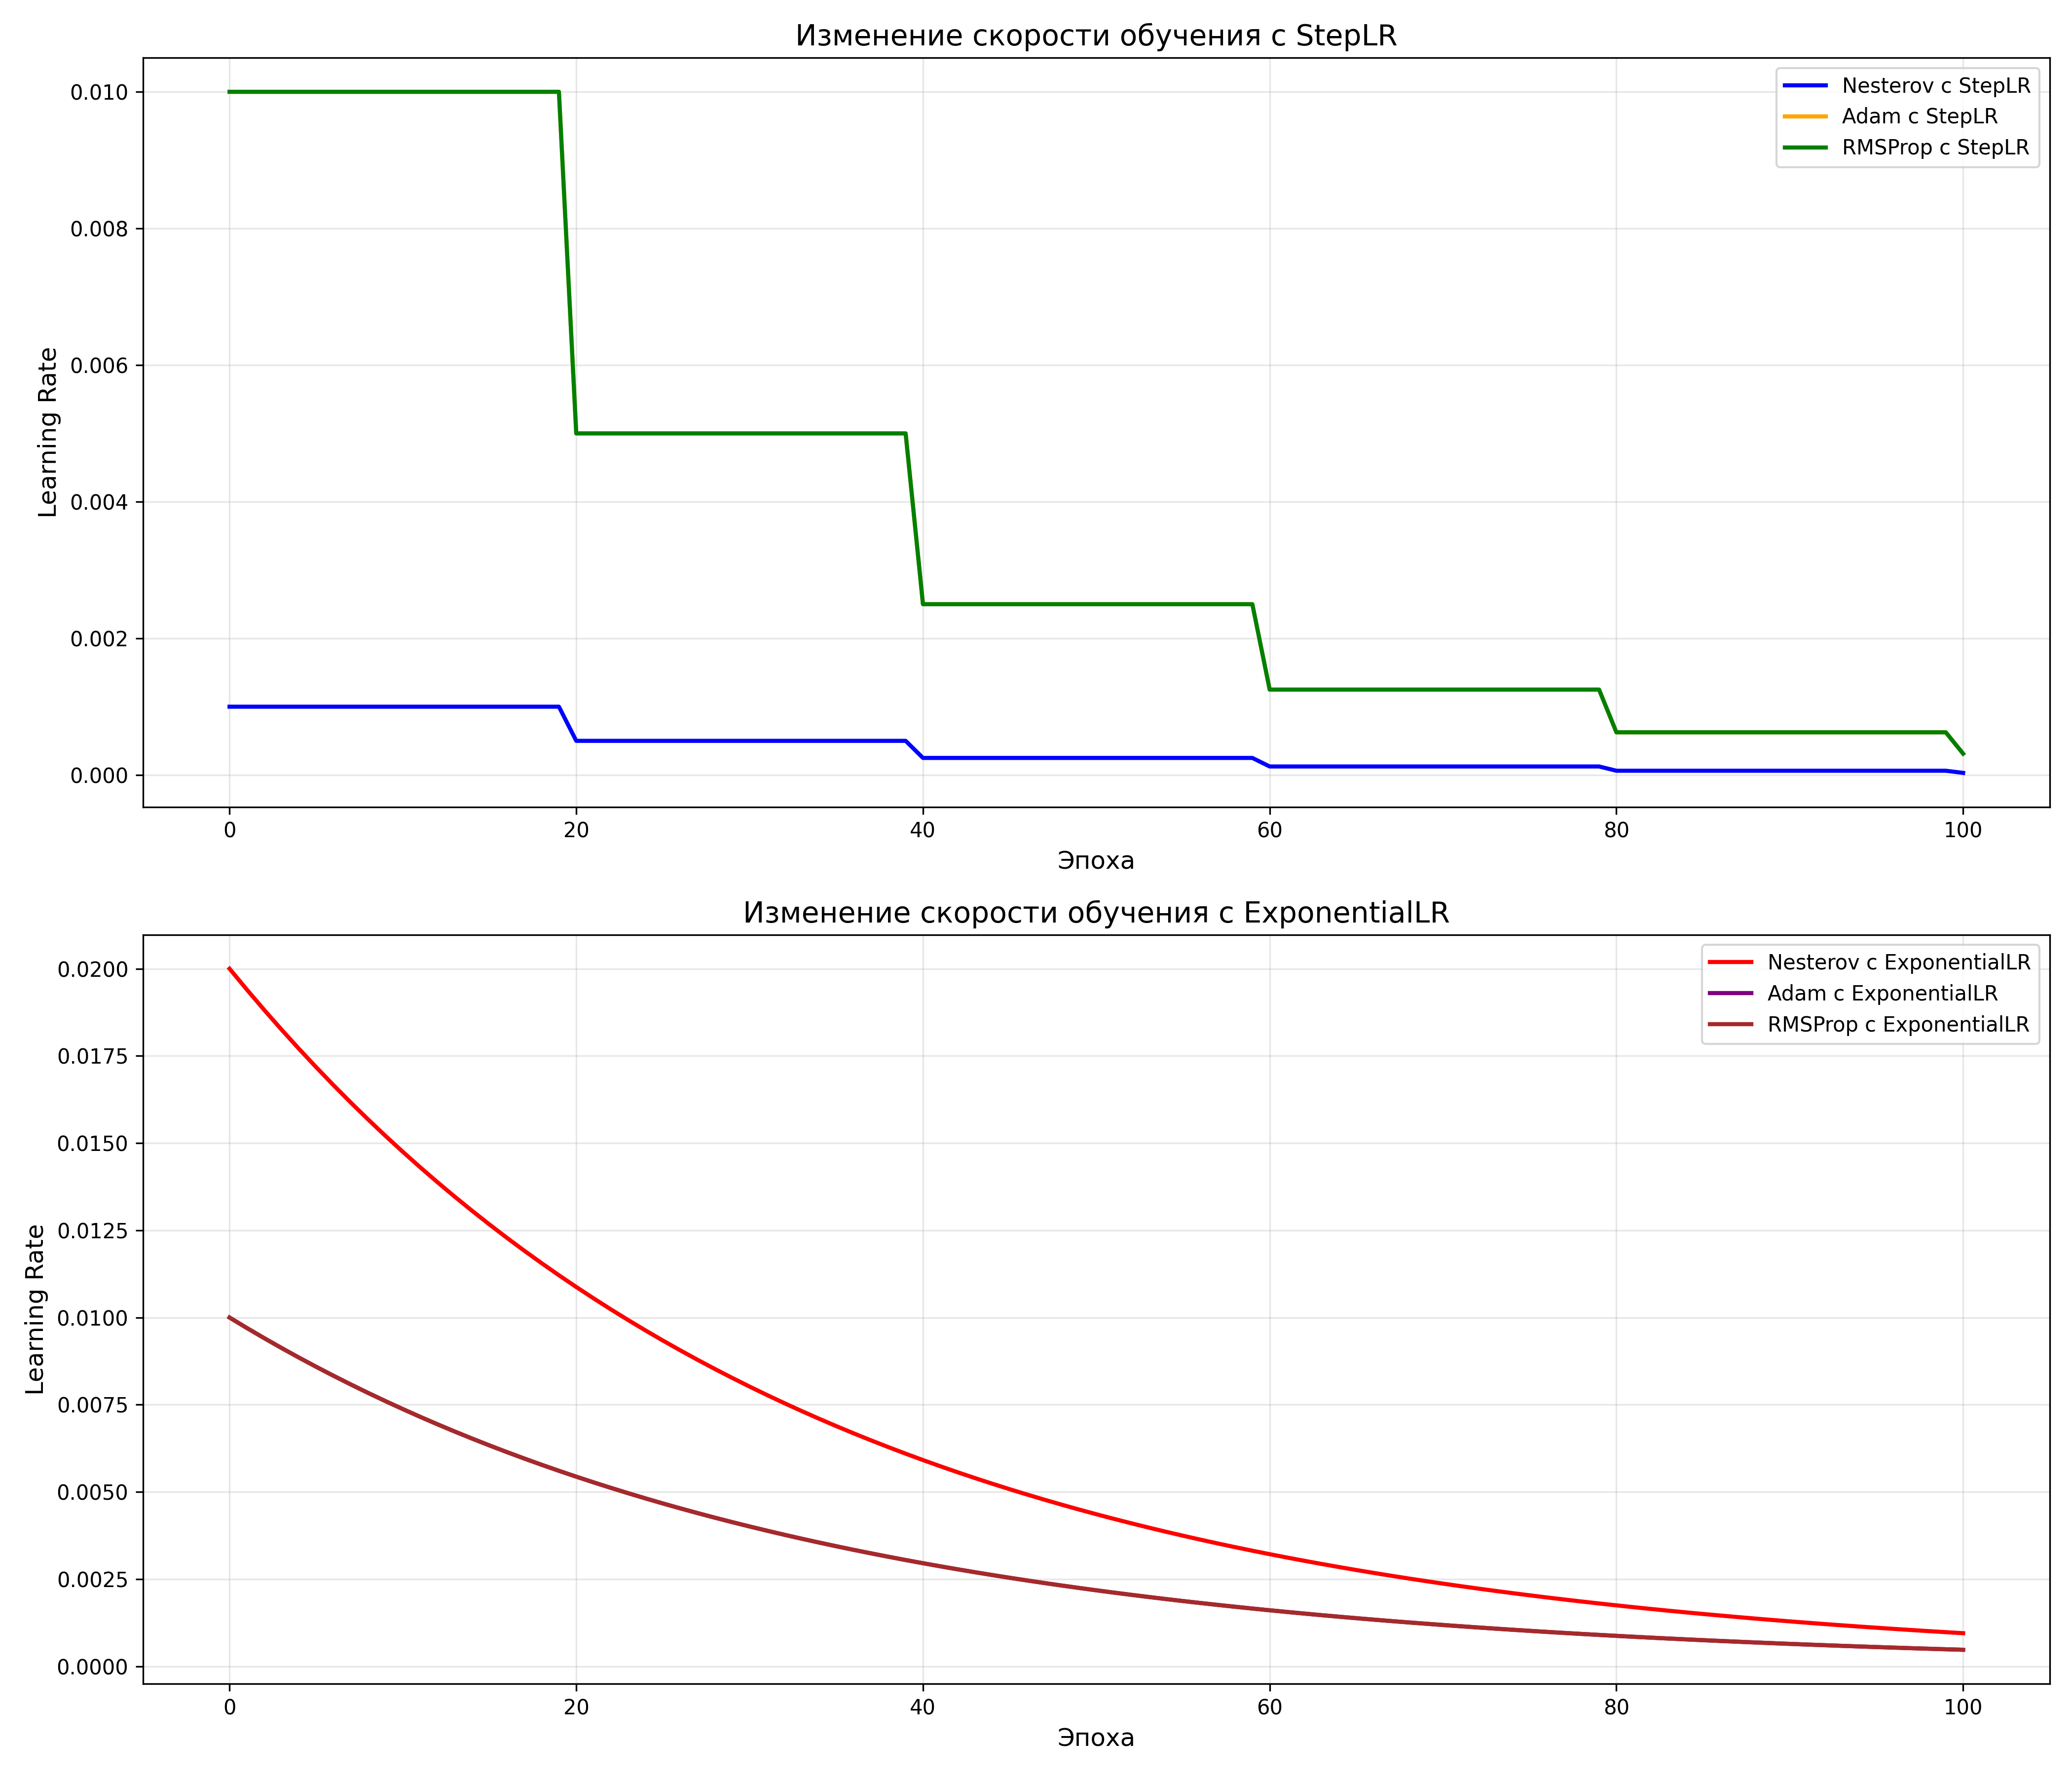 Изменение скорости обучения с StepLR
Nesterov с StepLR
Adam с StepLR
RMSProp с StepLR
Learning Rate
0.010
0.008
0.006
0.004
0.002
0.000
0 20 40 60 80 100
Эпоха
Изменение скорости обучения с ExponentialLR
Nesterov с ExponentialLR
Adam с ExponentialLR
RMSProp с ExponentialLR
Learning Rate
0.0200
0.0175
0.0150
0.0125
0.0100
0.0075
0.0050
0.0025
0.0000
0 20 40 60 80 100
Эпоха